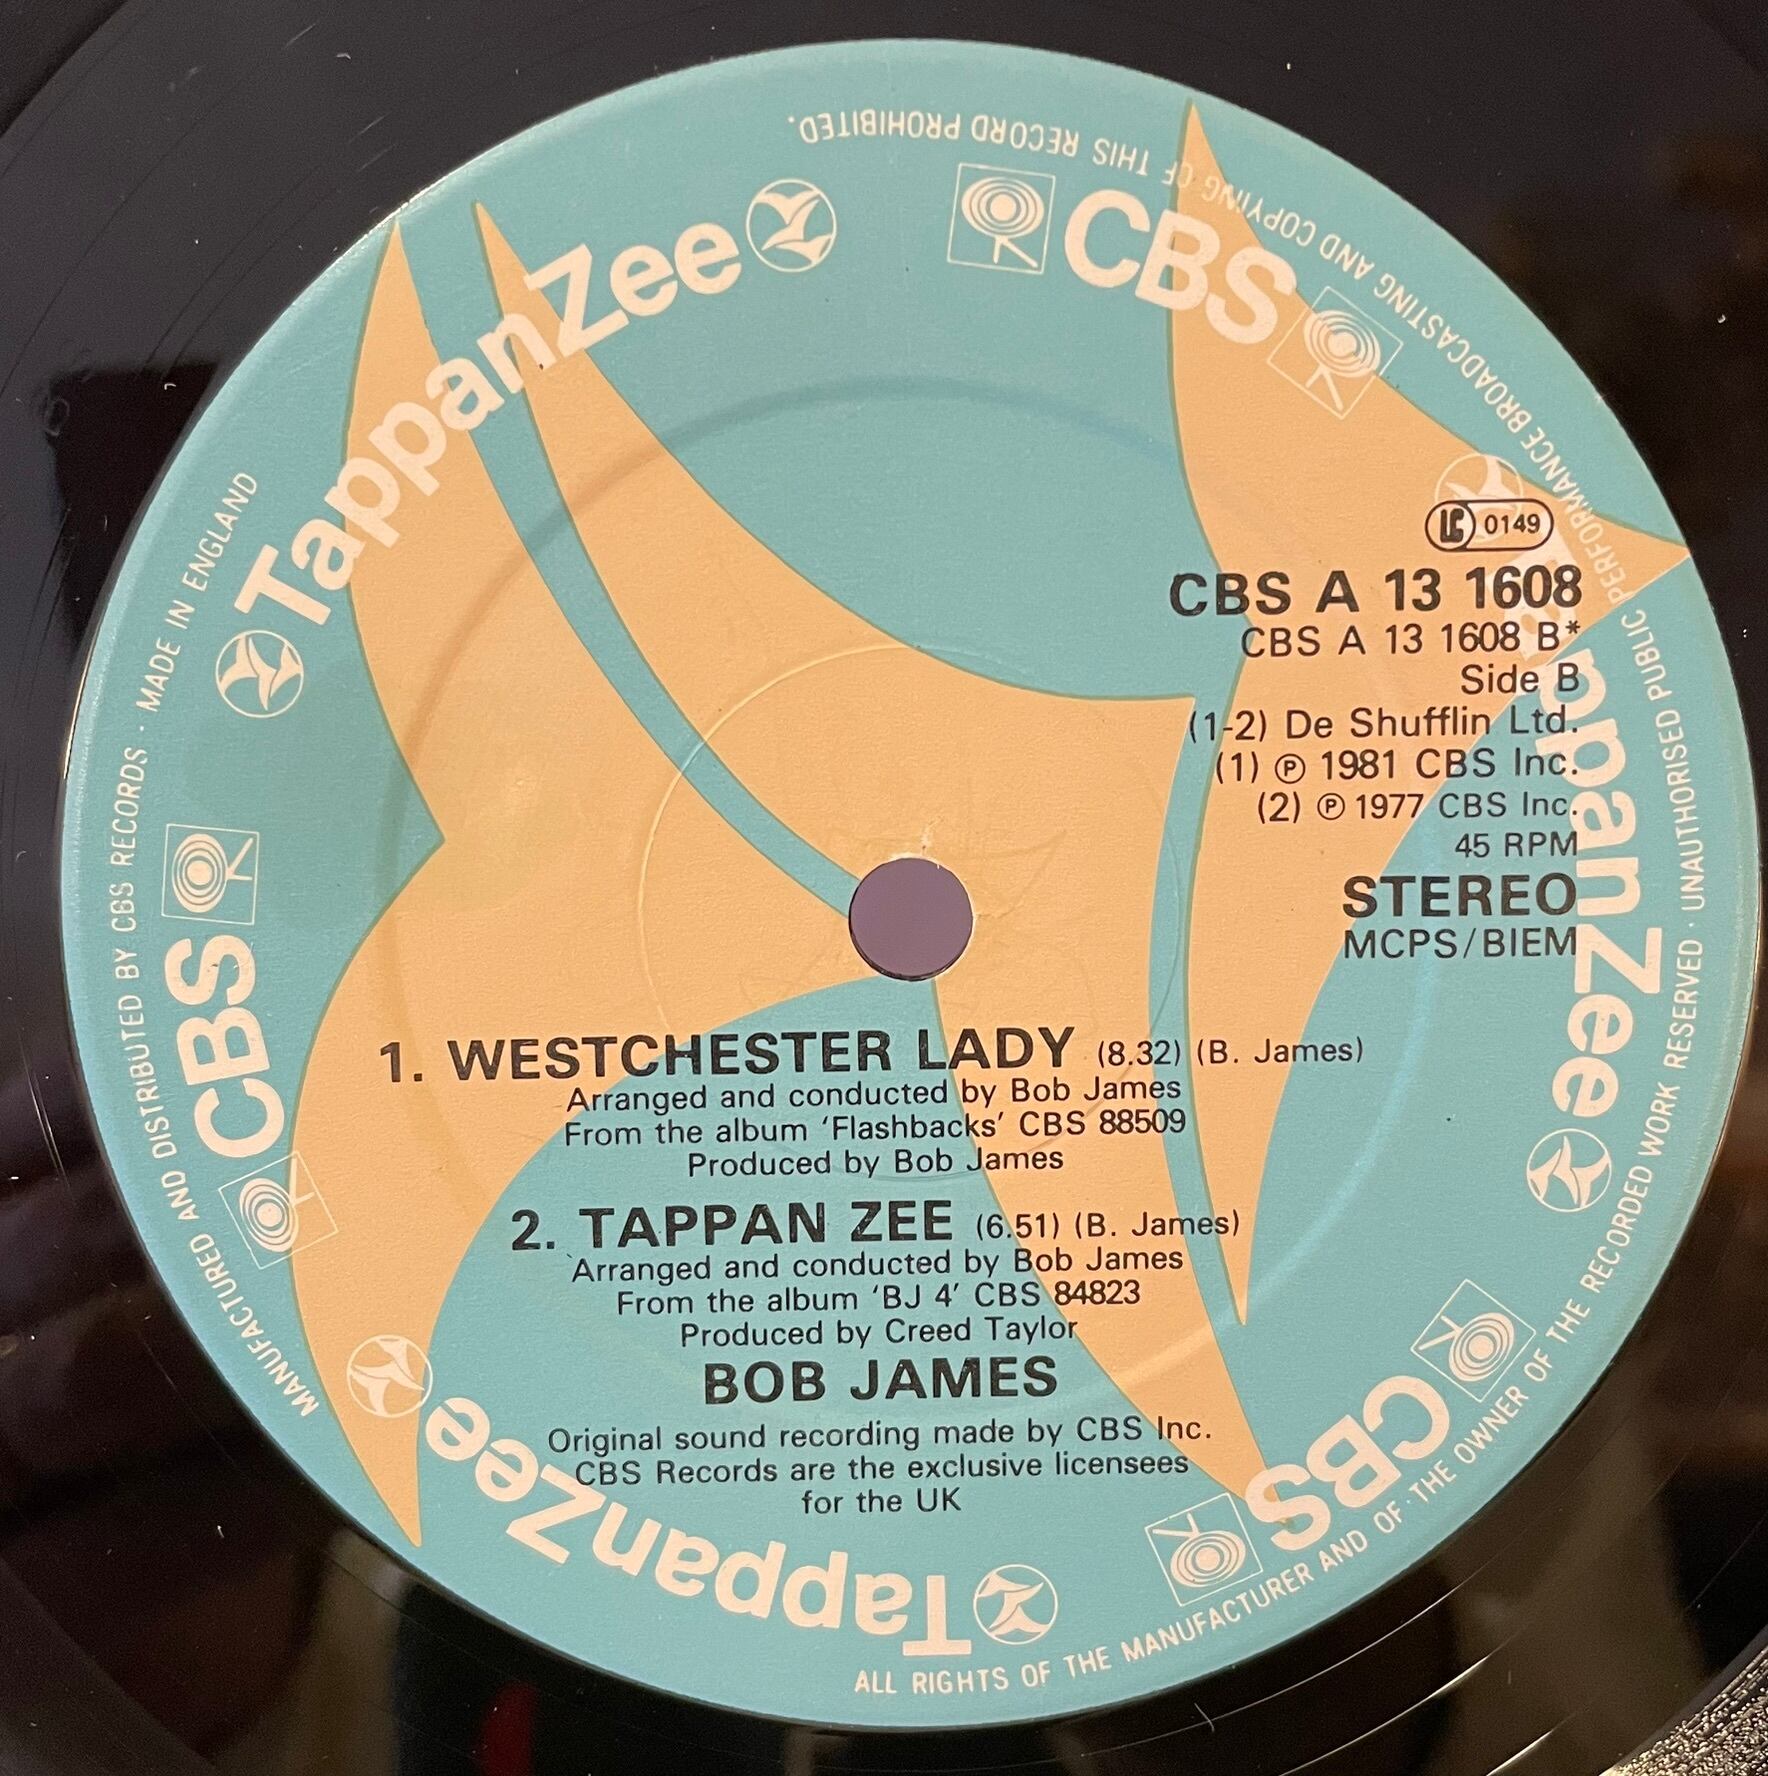 LC 0149
CBS A 13 1608
CBS A 13 1608 B*
Side B
(1-2) De Shufflin Ltd.
(1) ℗ 1981 CBS Inc.
(2) ℗ 1977 CBS Inc.
45 RPM
STEREO
MCPS/BIEM
1. WESTCHESTER LADY (8.32) (B. James)
Arranged and conducted by Bob James
From the album ‘Flashbacks’ CBS 88509
Produced by Bob James
2. TAPPAN ZEE (6.51) (B. James)
Arranged and conducted by Bob James
From the album ‘BJ 4’ CBS 84823
Produced by Creed Taylor
BOB JAMES
Original sound recording made by CBS Inc.
CBS Records are the exclusive licensees
for the UK
TappanZee
CBS
TappanZee
CBS
TappanZee
CBS
MANUFACTURED AND DISTRIBUTED BY CBS RECORDS · MADE IN ENGLAND
ALL RIGHTS OF THE MANUFACTURER AND OF · THE OWNER OF THE RECORDED WORK RESERVED · UNAUTHORISED PUBLIC PERFORMANCE BROADCASTING AND COPYING OF THIS RECORD PROHIBITED.